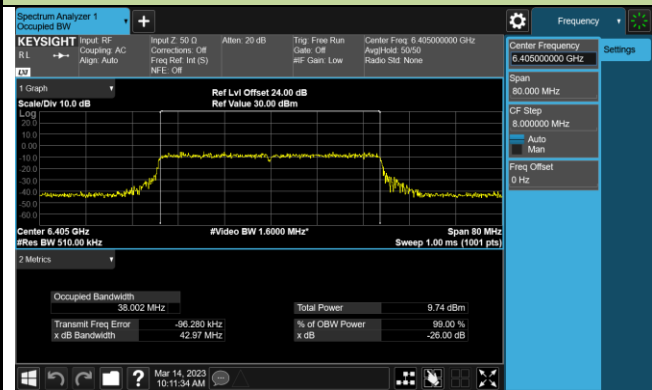 Spectrum Analyzer 1
Occupied BW
Frequency
KEYSIGHT
RL
LXI
Input: RF
Coupling: AC
Align: Auto
Input Z: 50 Ω
Corrections: Off
Freq Ref: Int (S)
NFE: Off
Atten: 20 dB
Trig: Free Run
Gate: Off
#IF Gain: Low
Center Freq: 6.405000000 GHz
Avg|Hold: 50/50
Radio Std: None
Center Frequency
6.405000000 GHz
Settings
Span
80.000 MHz
CF Step
8.000000 MHz
Auto
Man
Freq Offset
0 Hz
1 Graph
Scale/Div 10.0 dB
Ref Lvl Offset 24.00 dB
Ref Value 30.00 dBm
Log
20.0
10.0
0.00
-10.0
-20.0
-30.0
-40.0
-50.0
-60.0
Center 6.405 GHz
#Video BW 1.6000 MHz*
Span 80 MHz
#Res BW 510.00 kHz
Sweep 1.00 ms (1001 pts)
2 Metrics
Occupied Bandwidth
38.002 MHz
Total Power 9.74 dBm
Transmit Freq Error -96.280 kHz
% of OBW Power 99.00 %
x dB Bandwidth 42.97 MHz
x dB -26.00 dB
?
Mar 14, 2023
10:11:34 AM